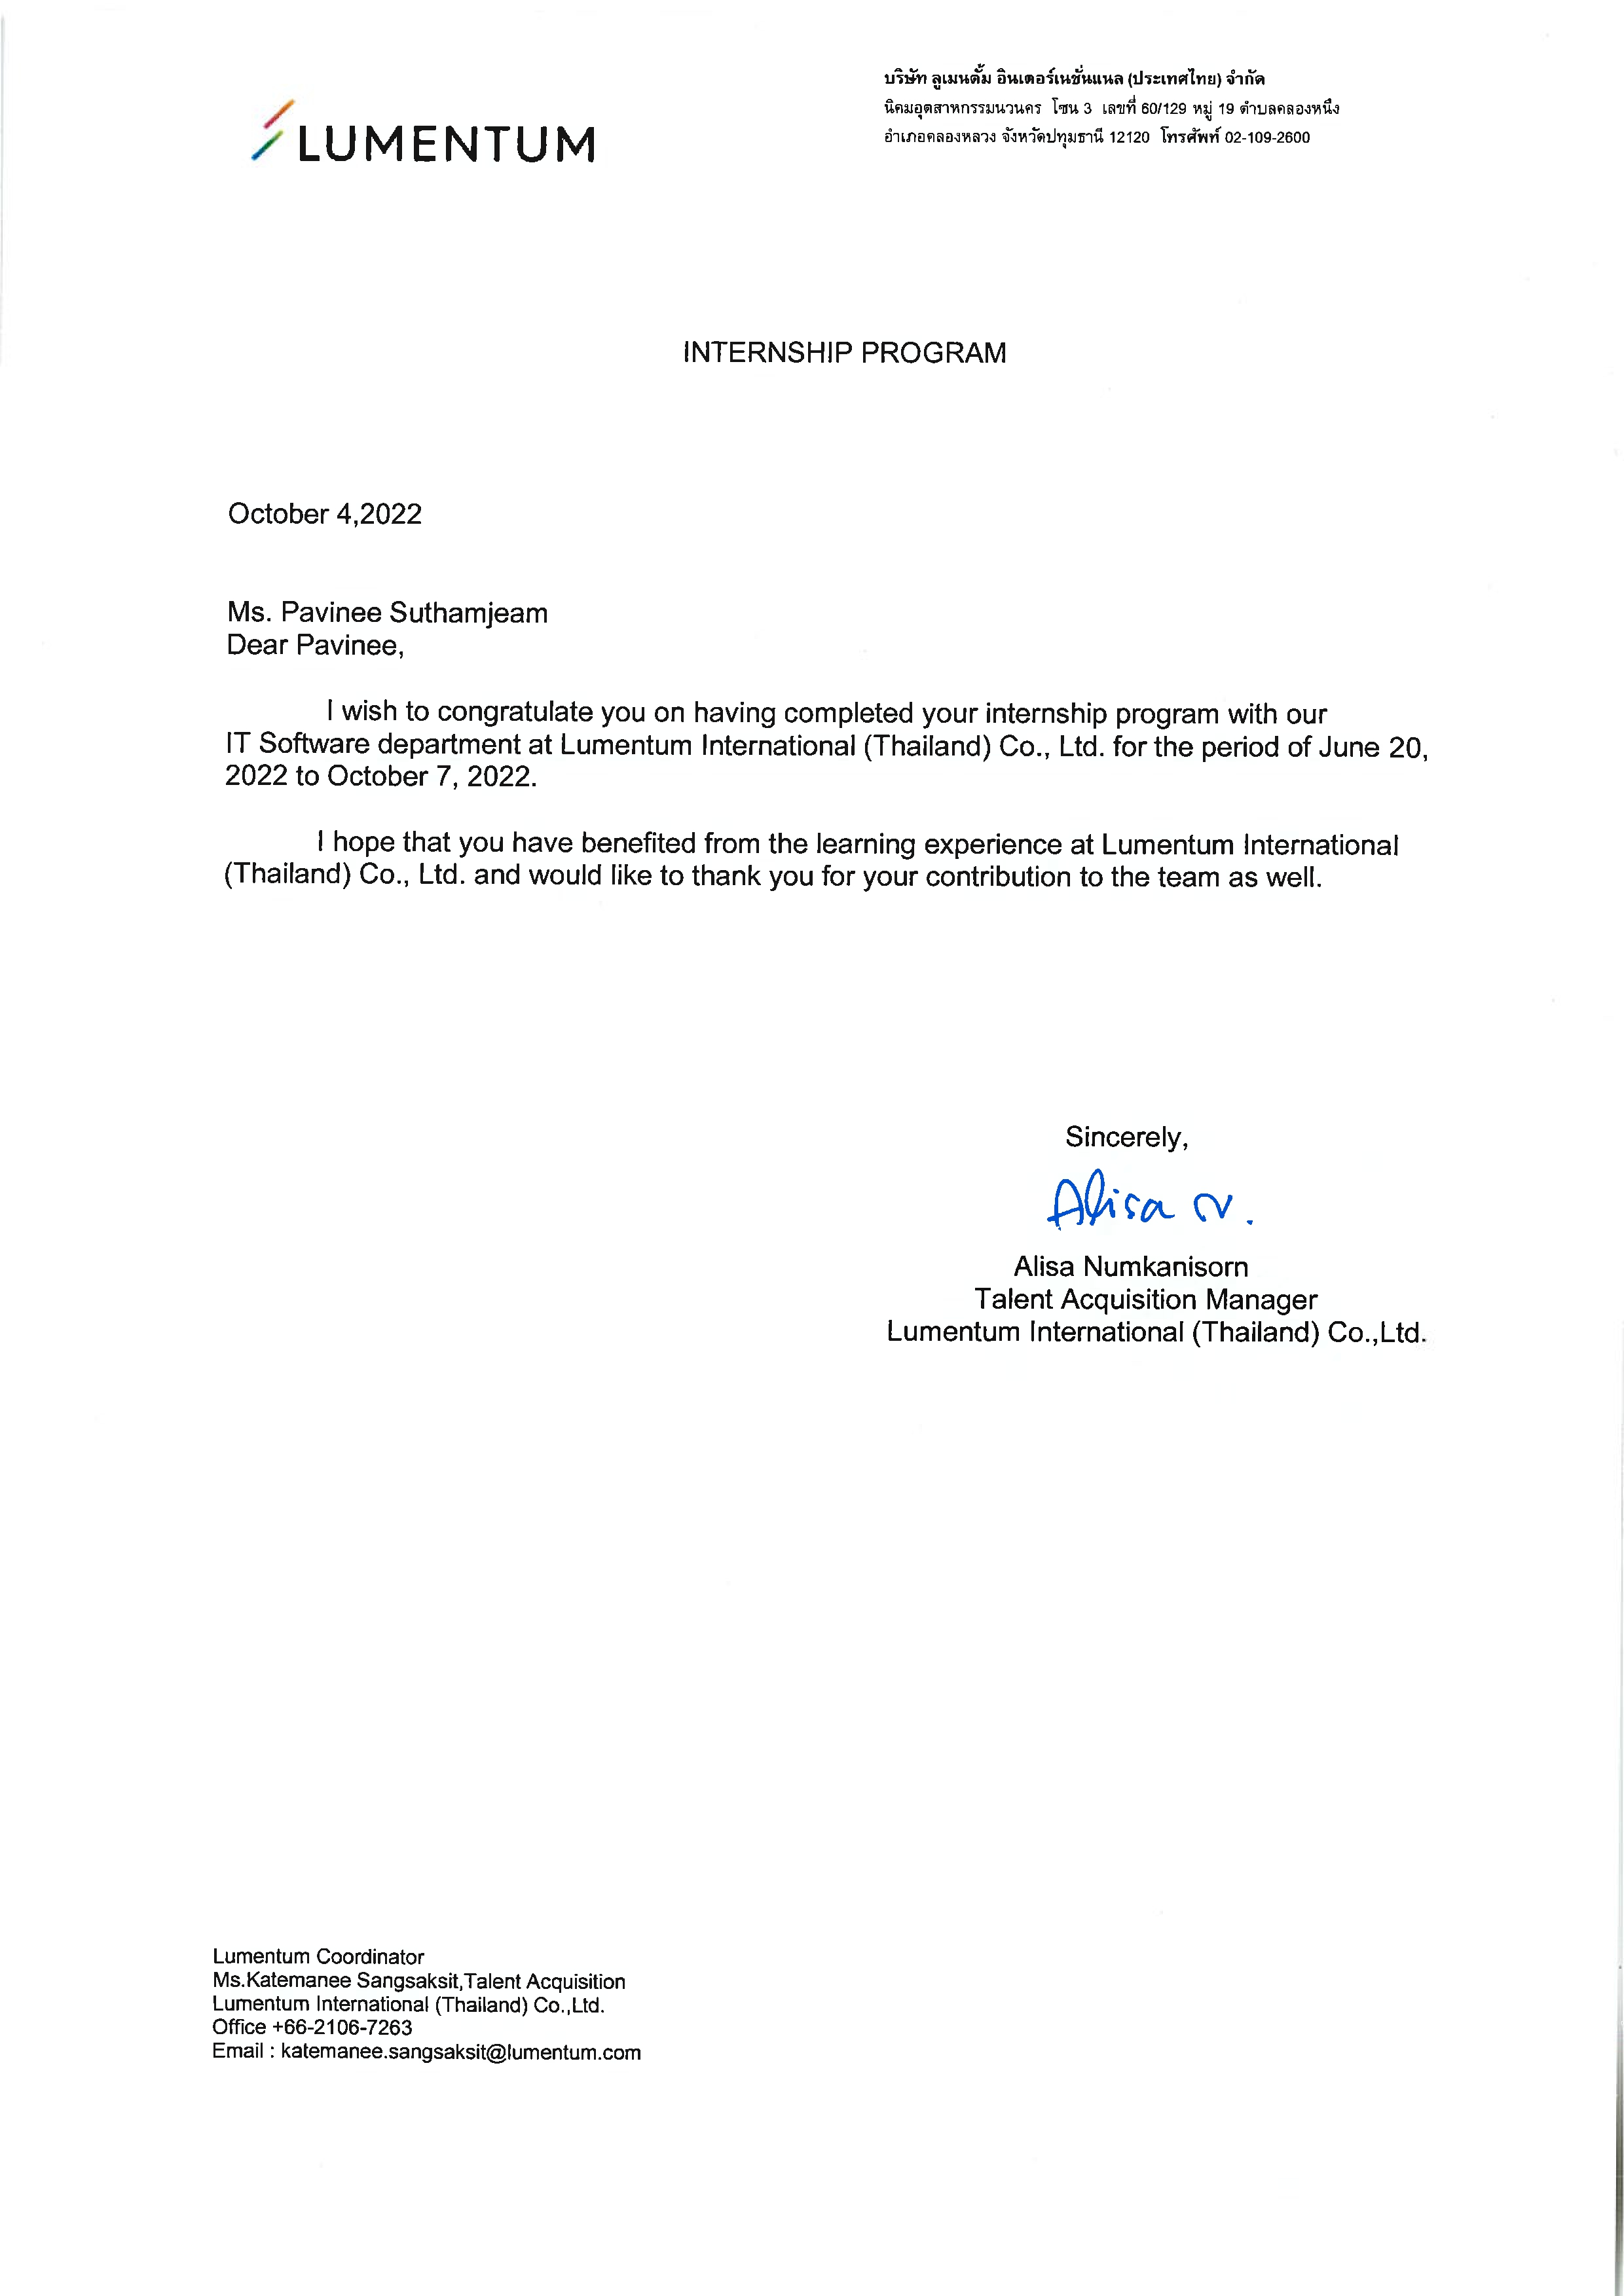 LUMENTUM
บริษัท ลูเมนตั้ม อินเตอร์เนชั่นแนล (ประเทศไทย) จำกัด
นิคมอุตสาหกรรมนวนคร โซน 3 เลขที่ 60/129 หมู่ 19 ตำบลคลองหนึ่ง
อำเภอคลองหลวง จังหวัดปทุมธานี 12120 โทรศัพท์ 02-109-2600
INTERNSHIP PROGRAM
October 4,2022
Ms. Pavinee Suthamjeam
Dear Pavinee,
I wish to congratulate you on having completed your internship program with our
IT Software department at Lumentum International (Thailand) Co., Ltd. for the period of June 20,
2022 to October 7, 2022.
I hope that you have benefited from the learning experience at Lumentum International
(Thailand) Co., Ltd. and would like to thank you for your contribution to the team as well.
Sincerely,
Alisa N.
Alisa Numkanisorn
Talent Acquisition Manager
Lumentum International (Thailand) Co.,Ltd.
Lumentum Coordinator
Ms.Katemanee Sangsaksit,Talent Acquisition
Lumentum International (Thailand) Co.,Ltd.
Office +66-2106-7263
Email : katemanee.sangsaksit@lumentum.com